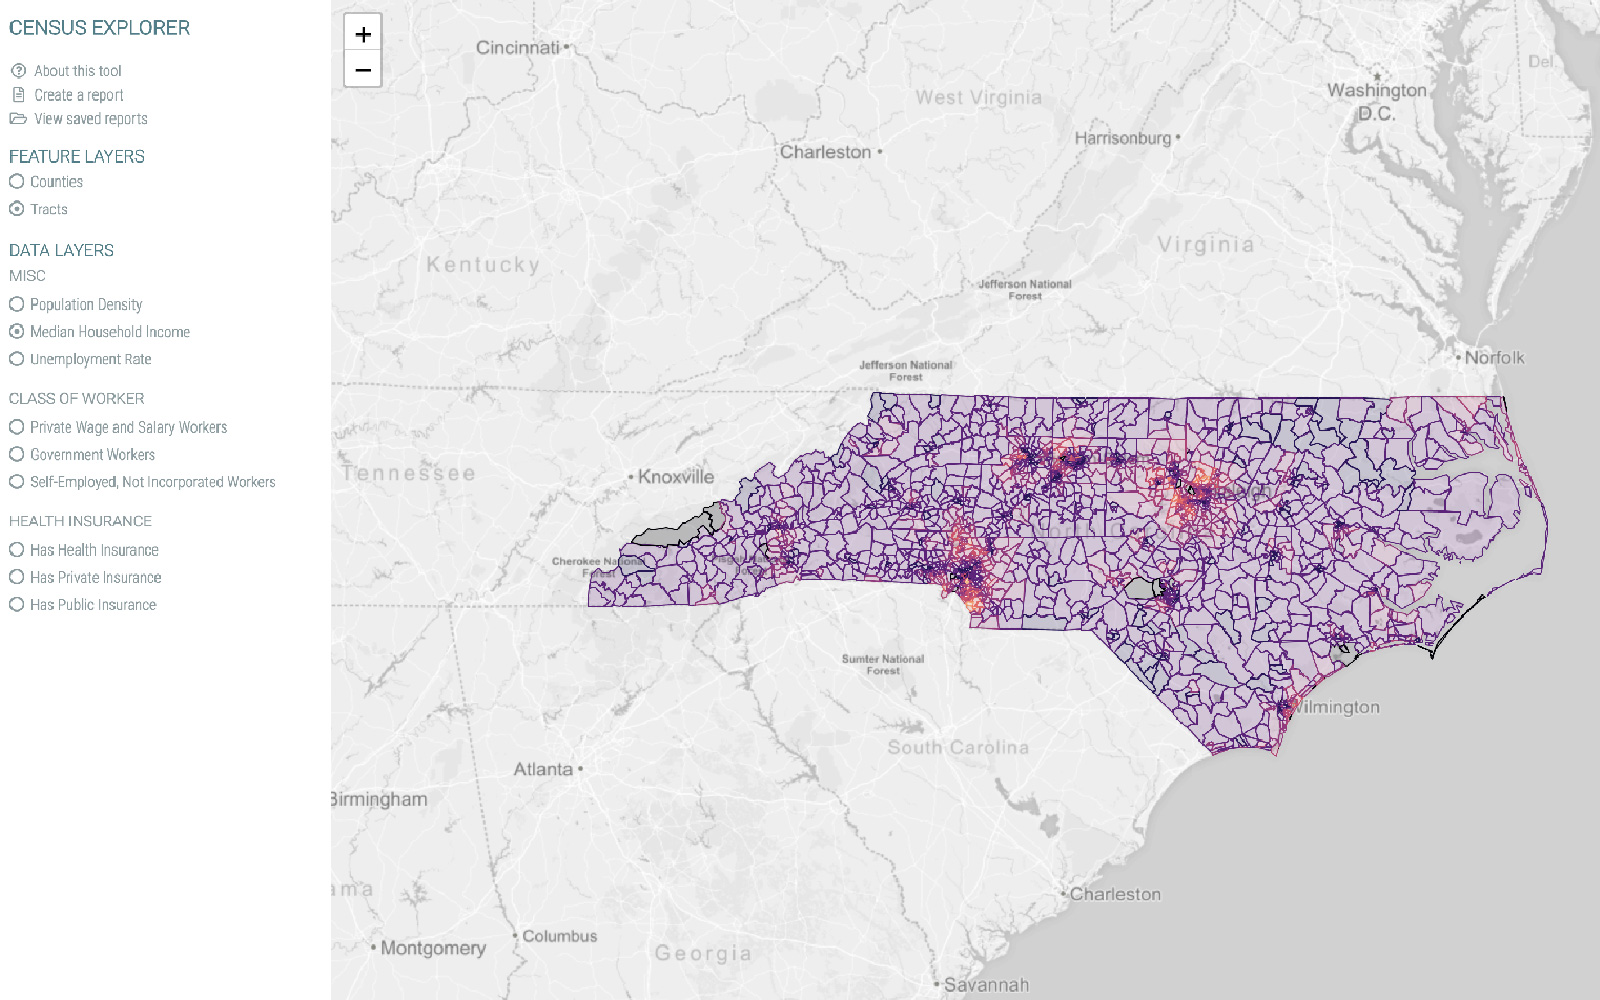 CENSUS EXPLORER
About this tool
Create a report
View saved reports
FEATURE LAYERS
Counties
Tracts
DATA LAYERS
MISC
Population Density
Median Household Income
Unemployment Rate
CLASS OF WORKER
Private Wage and Salary Workers
Government Workers
Self-Employed, Not Incorporated Workers
HEALTH INSURANCE
Has Health Insurance
Has Private Insurance
Has Public Insurance
+
−
Cincinnati
West Virginia
Washington
D.C.
Del.
Harrisonburg
Charleston
Virginia
Kentucky
Jefferson National
Forest
Norfolk
Jefferson National
Forest
Tennessee
Knoxville
Cherokee National
Forest
Sumter National
Forest
Wilmington
South Carolina
Atlanta
Birmingham
ama
Charleston
Columbus
Montgomery
Georgia
Savannah